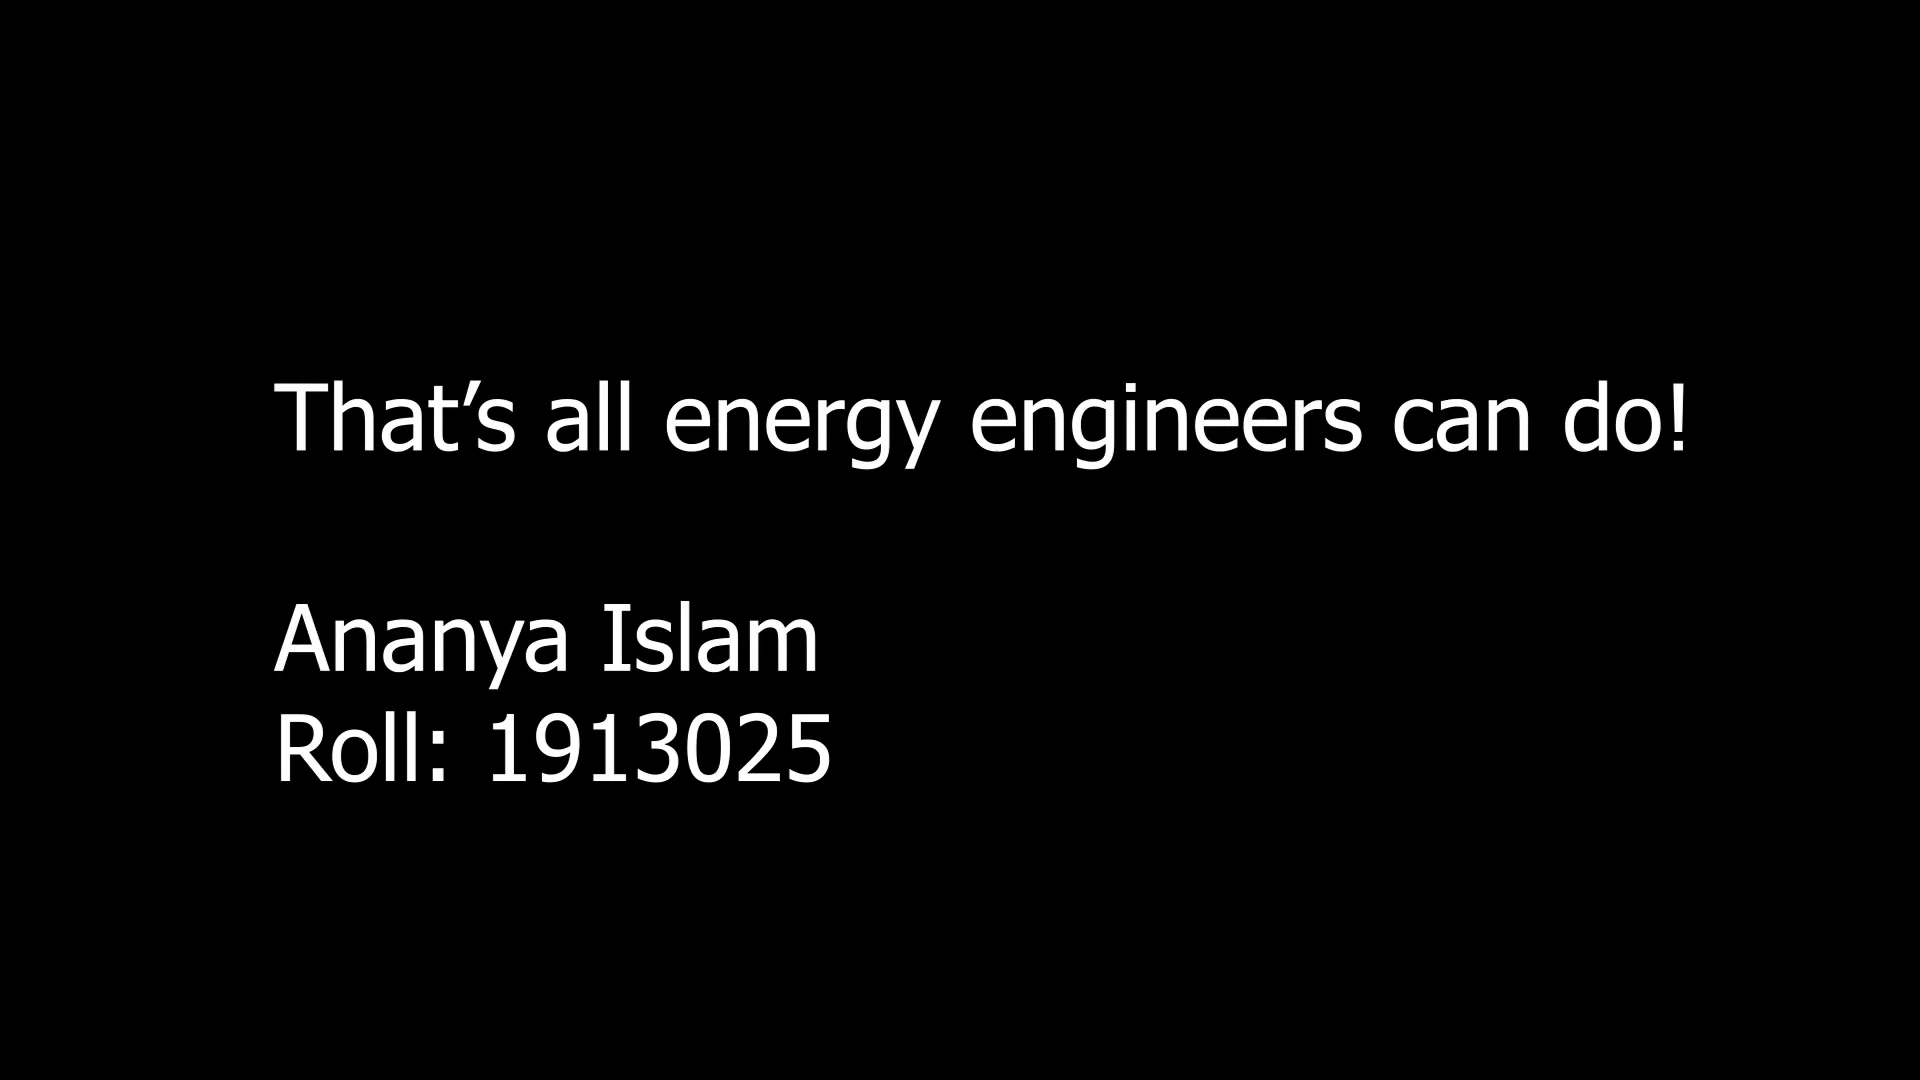 That’s all energy engineers can do!
Ananya Islam
Roll: 1913025